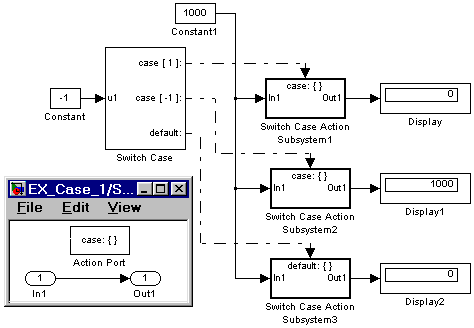 1000
Constant1
case [ 1 ]:
case: { }
0
In1
Out1
Display
-1
u1
case [ -1 ]:
Constant
Switch Case Action
Subsystem1
default:
Switch Case
case: { }
1000
In1
Out1
Display1
Switch Case Action
Subsystem2
EX_Case_1/S...
File Edit View
case: { }
Action Port
1
1
In1
Out1
default: { }
0
In1
Out1
Display2
Switch Case Action
Subsystem3